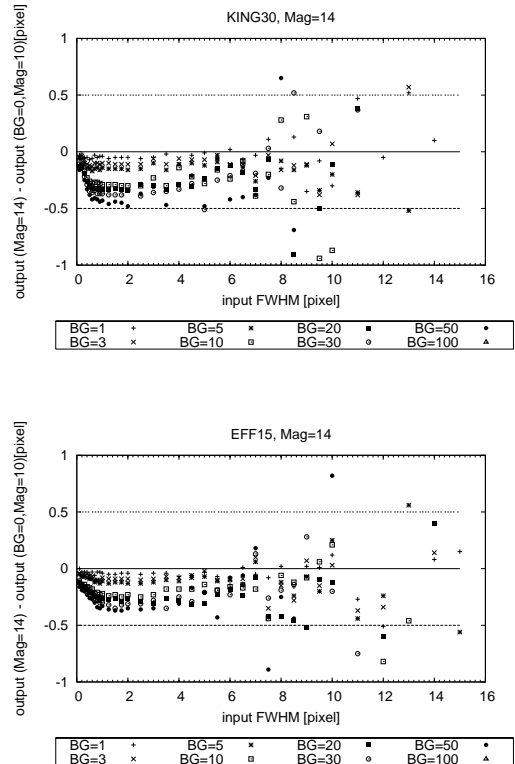 KING30, Mag=14
output (Mag=14) - output (BG=0,Mag=10)[pixel]
1
0.5
0
-0.5
-1
0 2 4 6 8 10 12 14 16
input FWHM [pixel]
BG=1 BG=5 BG=20 BG=50
BG=3 BG=10 BG=30 BG=100
EFF15, Mag=14
output (Mag=14) - output (BG=0,Mag=10)[pixel]
1
0.5
0
-0.5
-1
0 2 4 6 8 10 12 14 16
input FWHM [pixel]
BG=1 BG=5 BG=20 BG=50
BG=3 BG=10 BG=30 BG=100